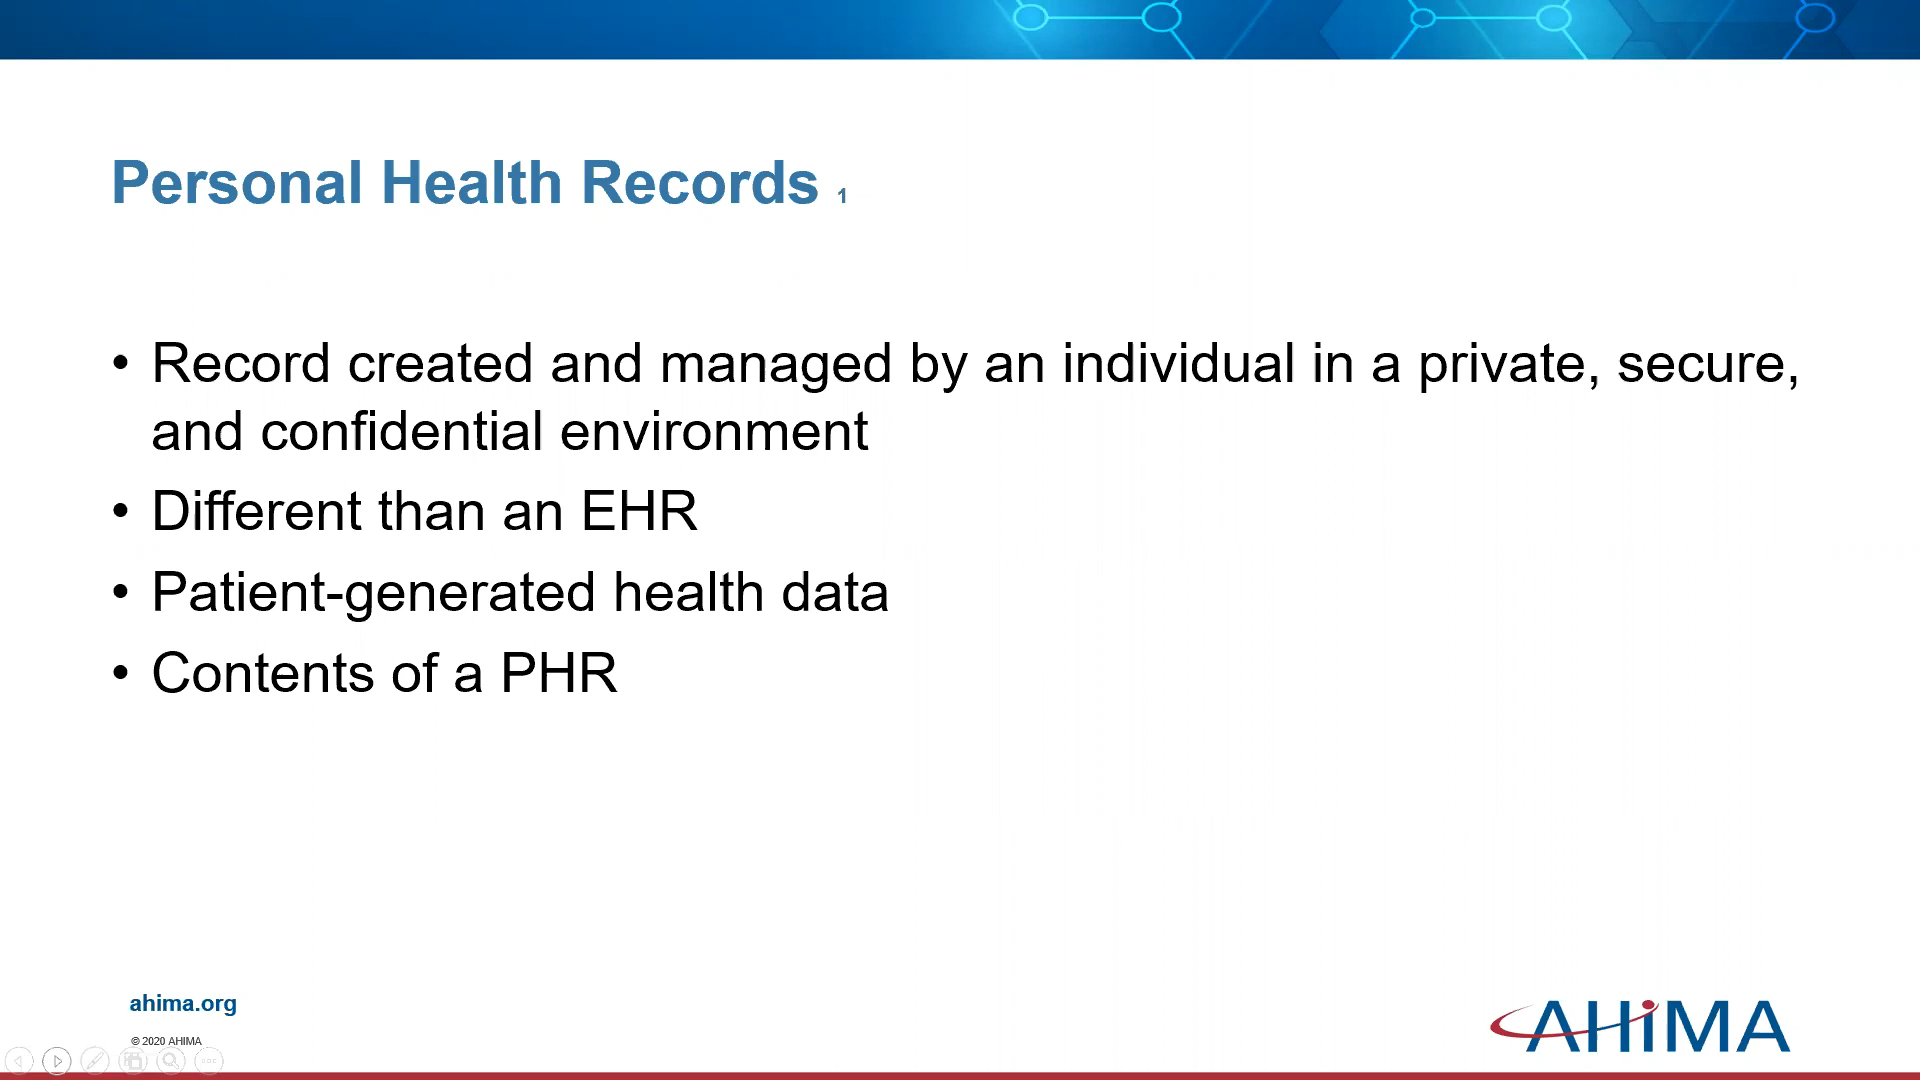 Personal Health Records 1
• Record created and managed by an individual in a private, secure,
and confidential environment
• Different than an EHR
• Patient-generated health data
• Contents of a PHR
ahima.org
© 2020 AHIMA
AHiMA